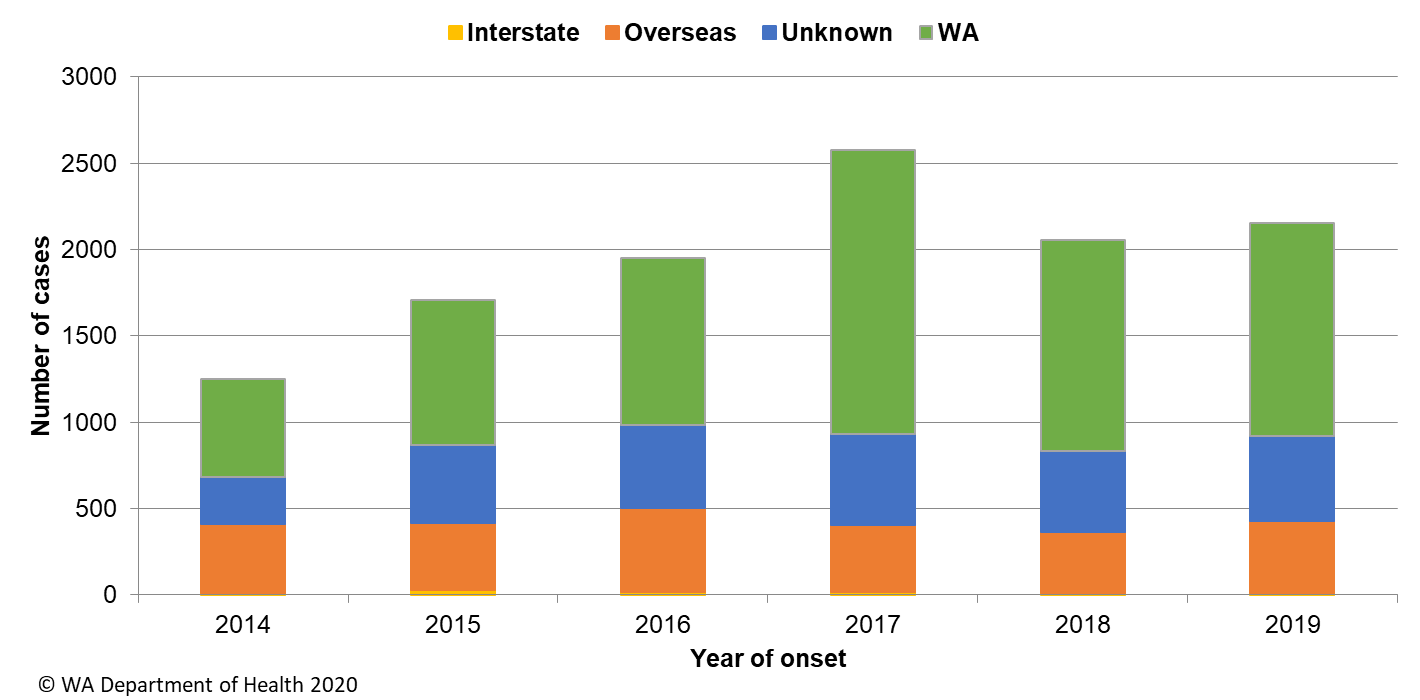 Interstate Overseas Unknown WA
3000
2500
2000
1500
1000
500
0
Number of cases
2014 2015 2016 2017 2018 2019
Year of onset
© WA Department of Health 2020